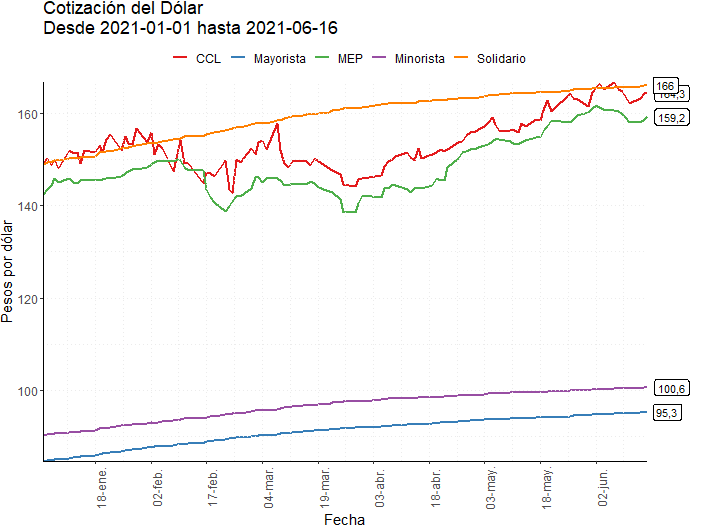 Cotización del Dólar
Desde 2021-01-01 hasta 2021-06-16
CCL Mayorista MEP Minorista Solidario
166
164,3
159,2
160
140
120
100
100,6
95,3
Pesos por dólar
18-ene.
02-feb.
17-feb.
04-mar.
19-mar.
03-abr.
18-abr.
03-may.
18-may.
02-jun.
Fecha